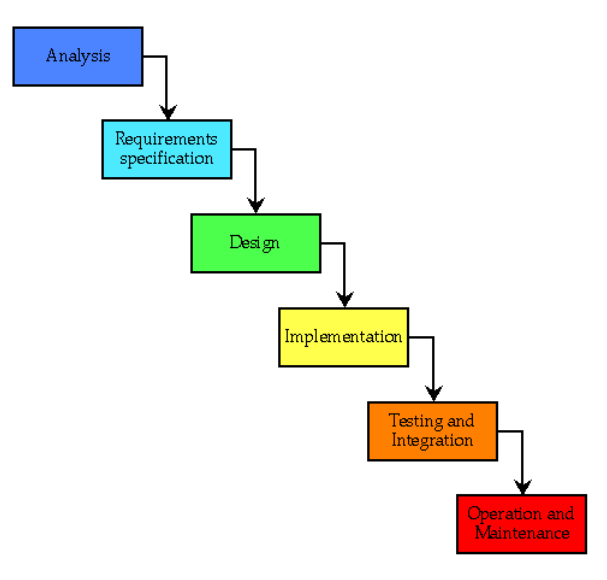 Analysis
Requirements
specification
Design
Implementation
Testing and
Integration
Operation and
Maintenance